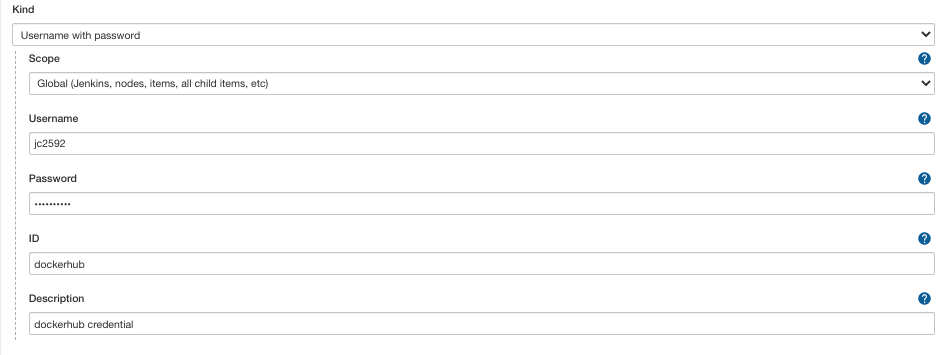 Kind
Username with password
Scope
?
Global (Jenkins, nodes, items, all child items, etc)
Username
?
jc2592
Password
?
••••••••••
ID
?
dockerhub
Description
?
dockerhub credential